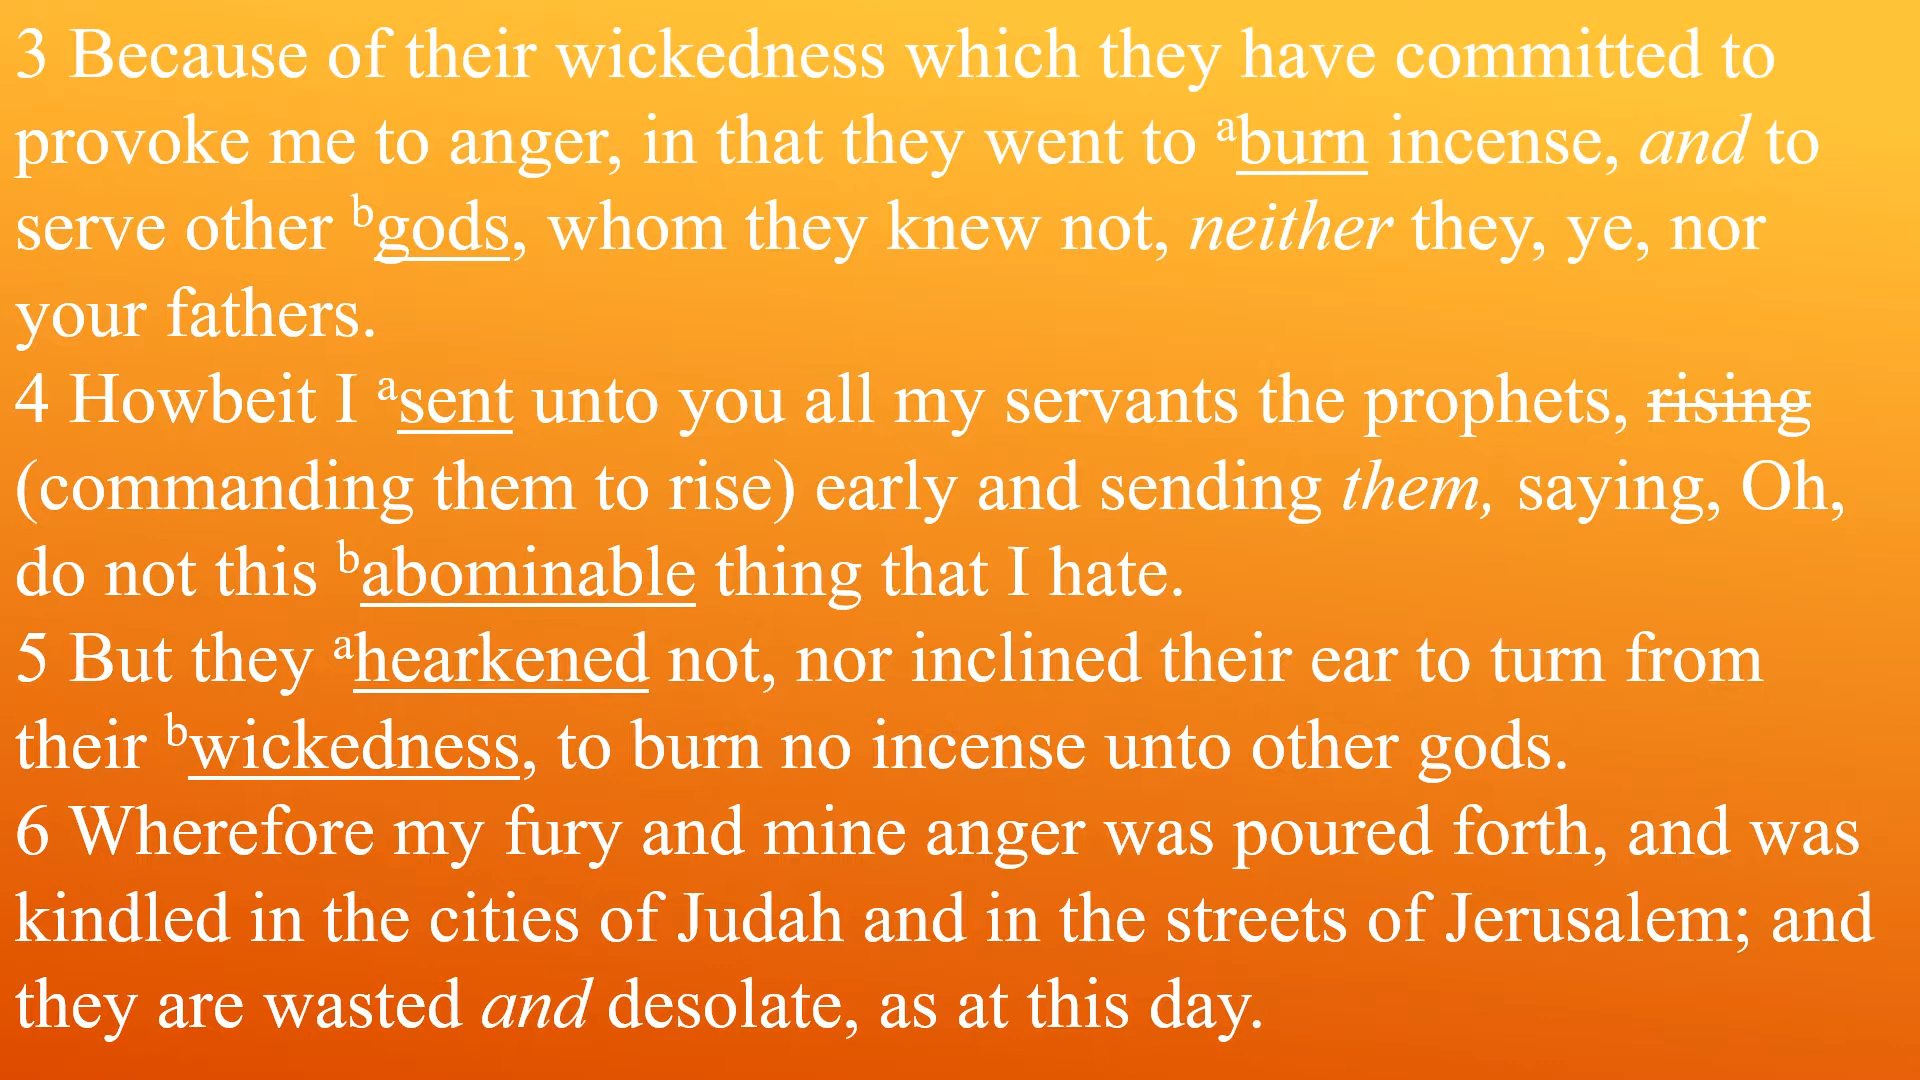 3 Because of their wickedness which they have committed to
provoke me to anger, in that they went to ᵃburn incense, and to
serve other ᵇgods, whom they knew not, neither they, ye, nor
your fathers.
4 Howbeit I ᵃsent unto you all my servants the prophets, rising
(commanding them to rise) early and sending them, saying, Oh,
do not this ᵇabominable thing that I hate.
5 But they ᵃhearkened not, nor inclined their ear to turn from
their ᵇwickedness, to burn no incense unto other gods.
6 Wherefore my fury and mine anger was poured forth, and was
kindled in the cities of Judah and in the streets of Jerusalem; and
they are wasted and desolate, as at this day.